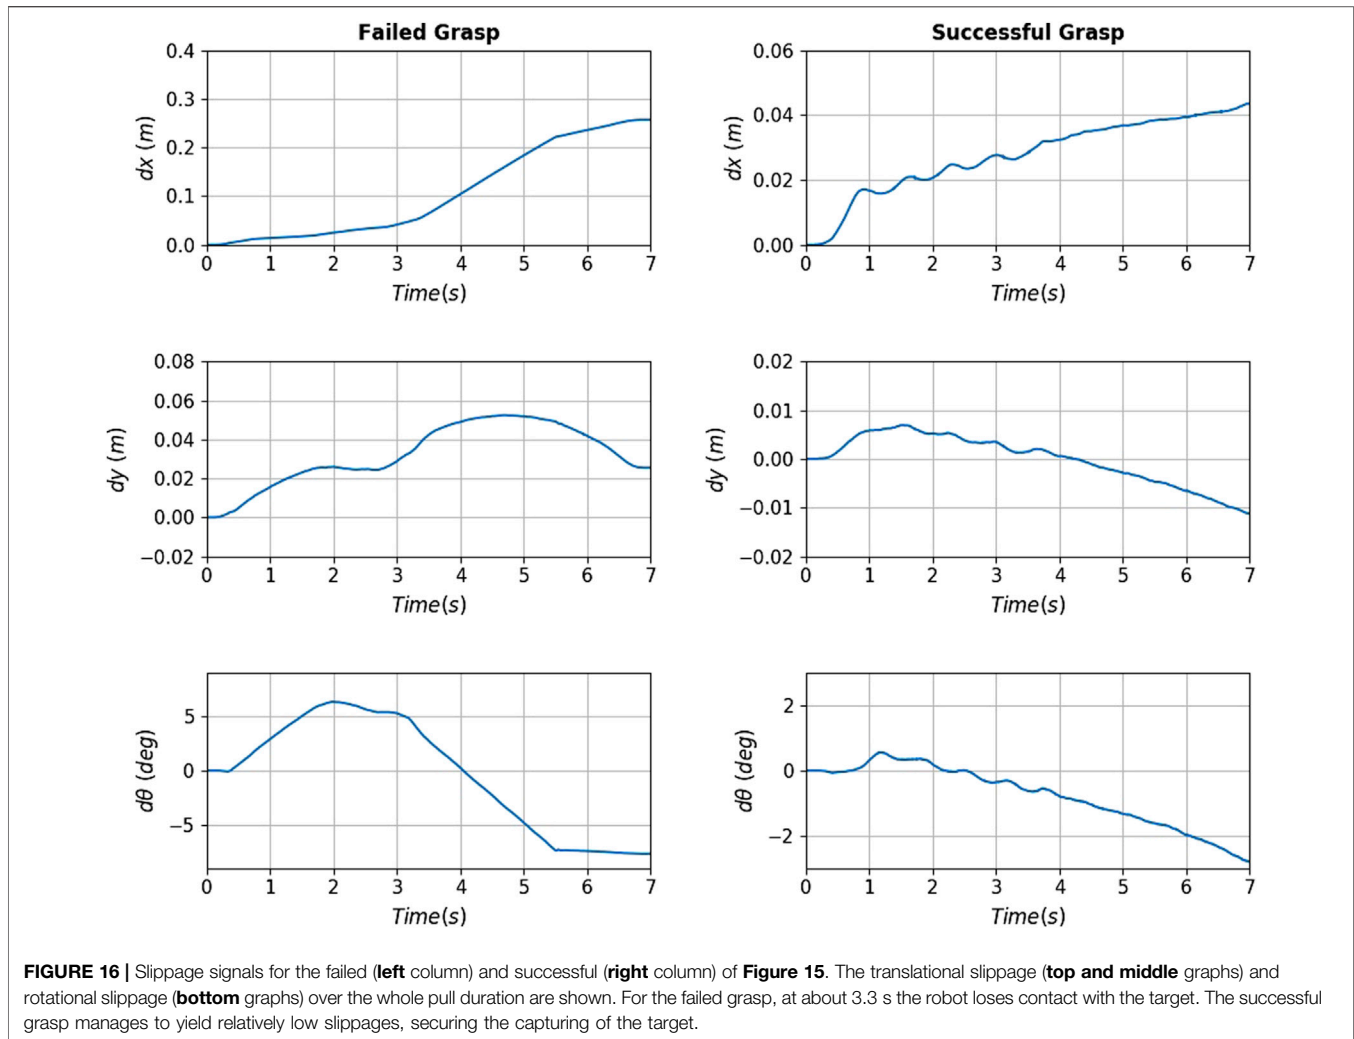 Failed Grasp
0.4
0.3
0.2
0.1
0.0
dx (m)
0 1 2 3 4 5 6 7
Time(s)
Successful Grasp
0.06
0.04
0.02
0.00
dx (m)
0 1 2 3 4 5 6 7
Time(s)
0.08
0.06
0.04
0.02
0.00
−0.02
dy (m)
0 1 2 3 4 5 6 7
Time(s)
0.02
0.01
0.00
−0.01
−0.02
dy (m)
0 1 2 3 4 5 6 7
Time(s)
5
0
−5
dθ (deg)
0 1 2 3 4 5 6 7
Time(s)
2
0
−2
dθ (deg)
0 1 2 3 4 5 6 7
Time(s)
FIGURE 16 | Slippage signals for the failed (left column) and successful (right column) of Figure 15. The translational slippage (top and middle graphs) and
rotational slippage (bottom graphs) over the whole pull duration are shown. For the failed grasp, at about 3.3 s the robot loses contact with the target. The successful
grasp manages to yield relatively low slippages, securing the capturing of the target.